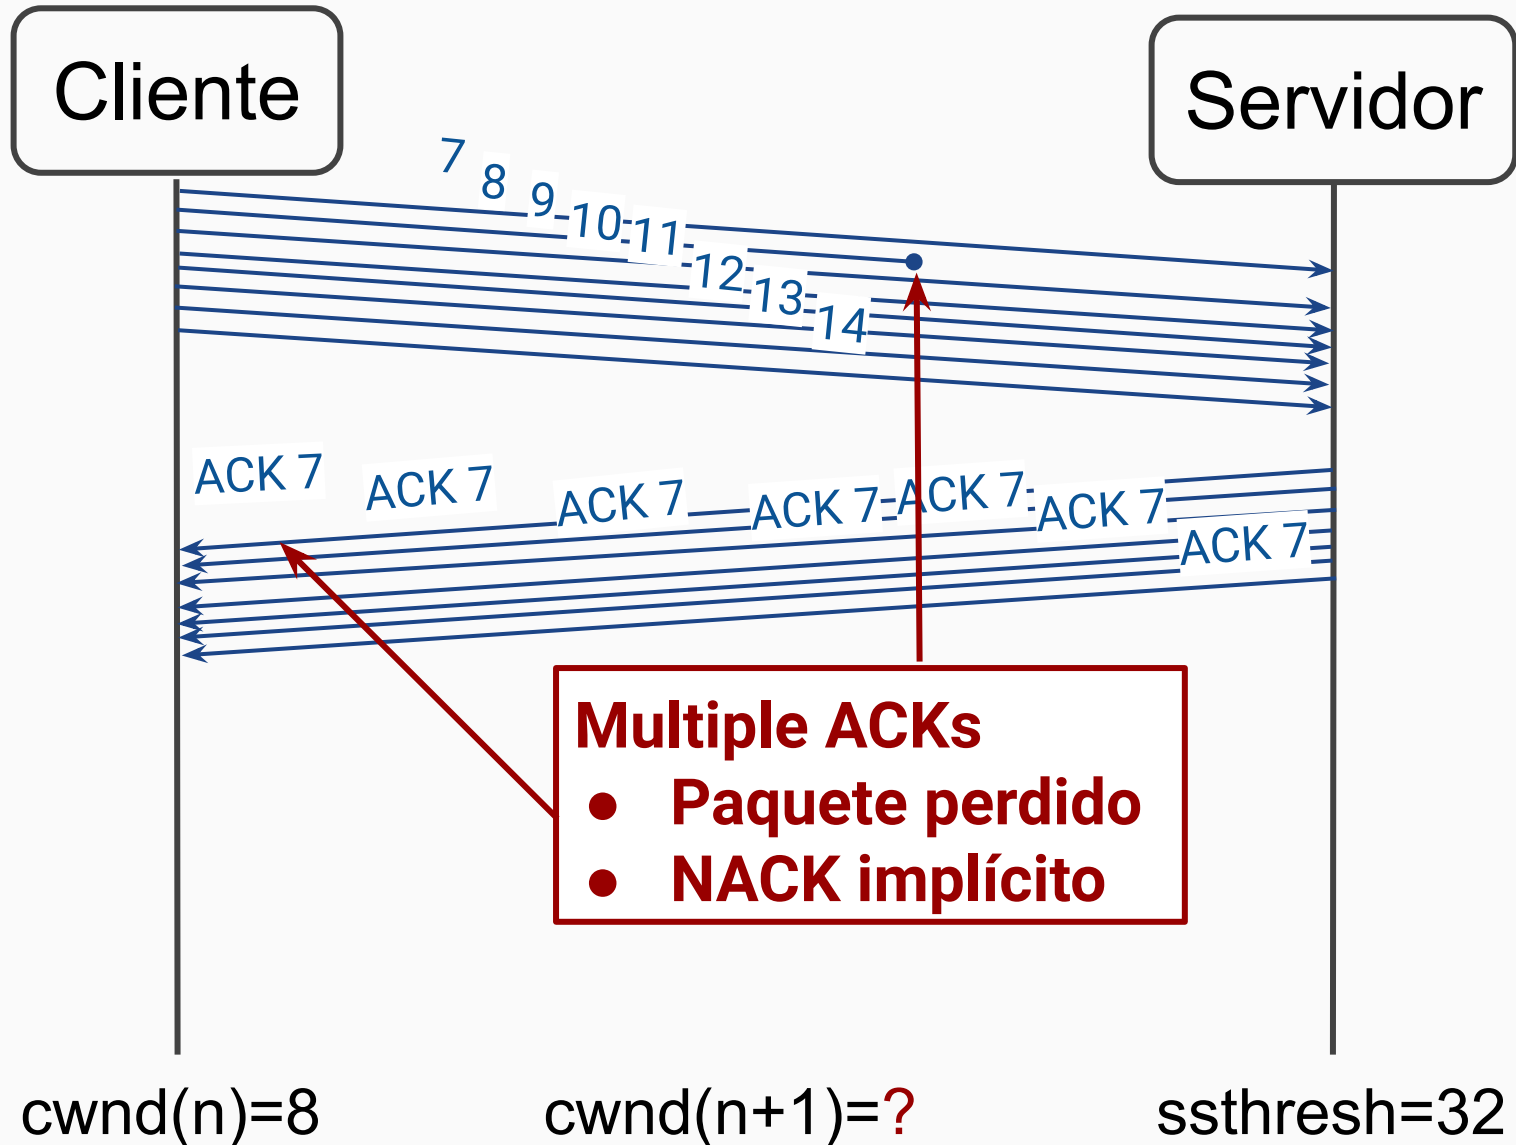 Cliente
Servidor
7
8
9
10
11
12
13
14
ACK 7
ACK 7
ACK 7
ACK 7
ACK 7
ACK 7
ACK 7
Multiple ACKs
● Paquete perdido
● NACK implícito
cwnd(n)=8
cwnd(n+1)=?
ssthresh=32